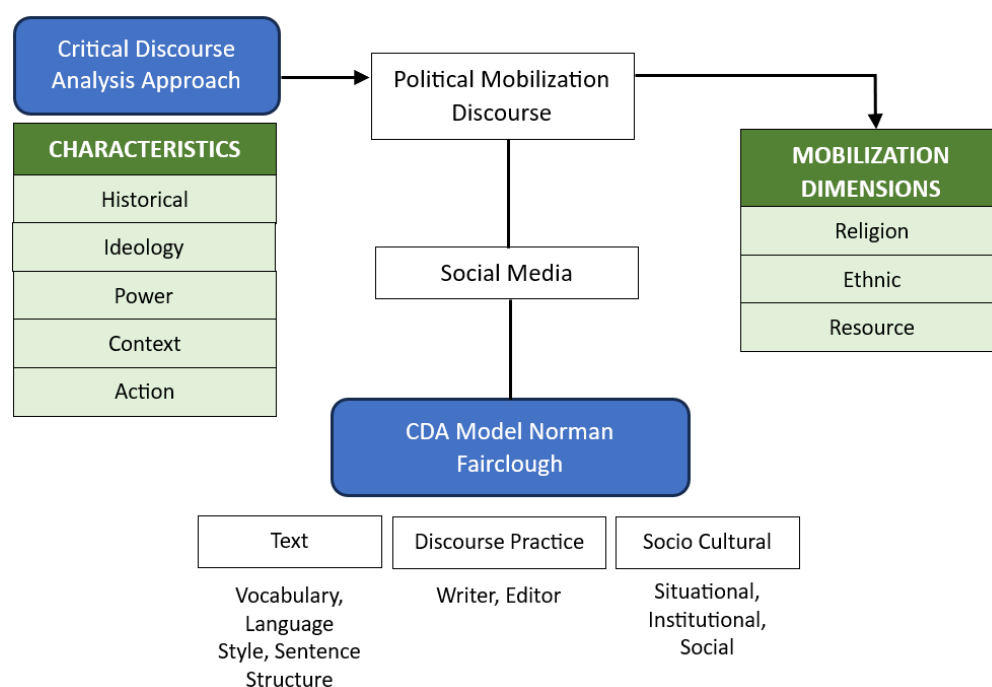 Critical Discourse
Analysis Approach
Political Mobilization
Discourse
CHARACTERISTICS
Historical
Ideology
Power
Context
Action
MOBILIZATION
DIMENSIONS
Religion
Ethnic
Resource
Social Media
CDA Model Norman
Fairclough
Text
Vocabulary,
Language
Style, Sentence
Structure
Discourse Practice
Writer, Editor
Socio Cultural
Situational,
Institutional,
Social